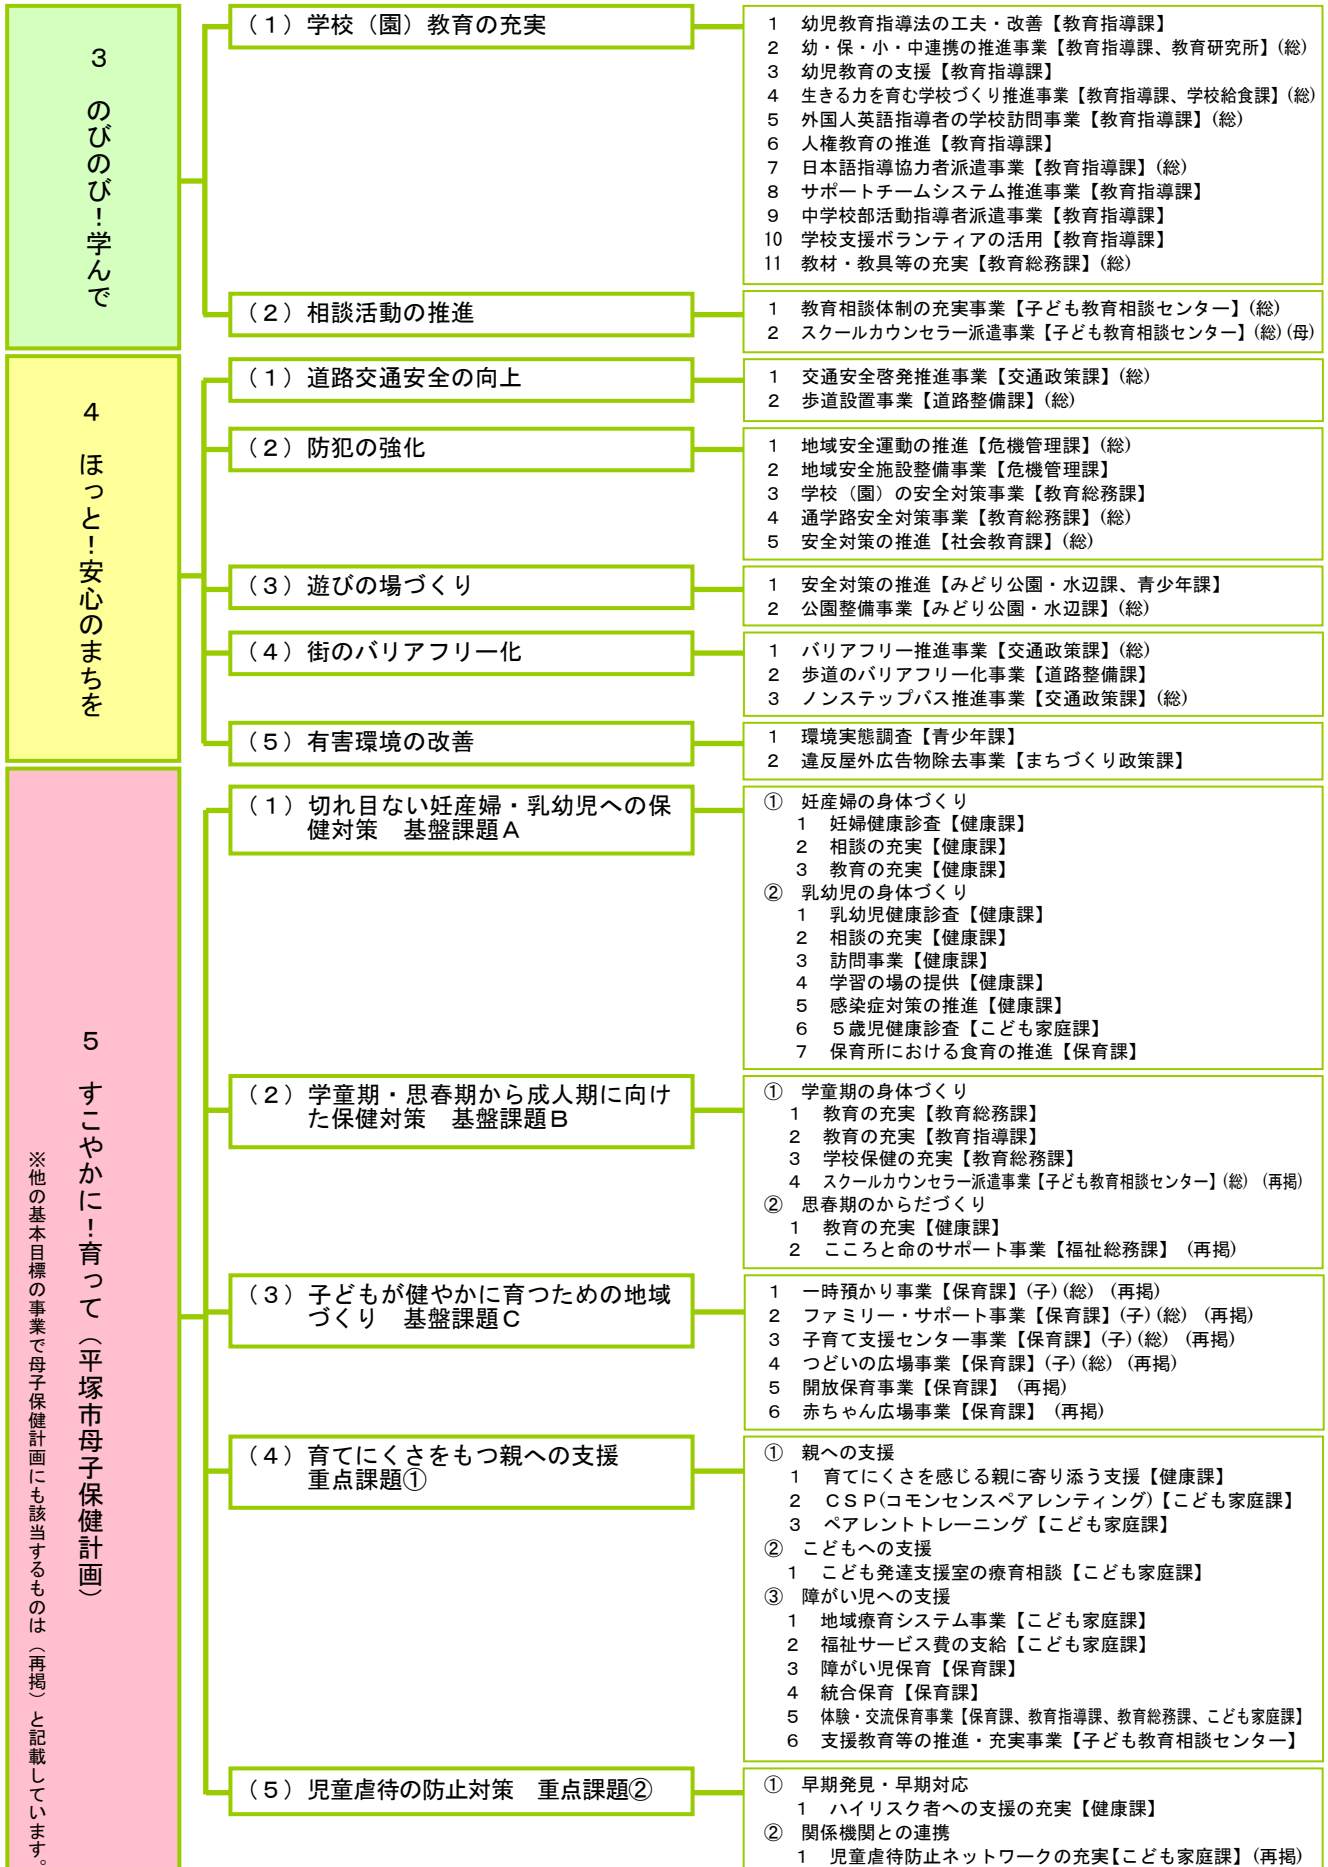 3　のびのび！学んで
（１）学校（園）教育の充実
1　幼児教育指導法の工夫・改善【教育指導課】
2　幼・保・小・中連携の推進事業【教育指導課、教育研究所】(総)
3　幼児教育の支援【教育指導課】
4　生きる力を育む学校づくり推進事業【教育指導課、学校給食課】(総)
5　外国人英語指導者の学校訪問事業【教育指導課】(総)
6　人権教育の推進【教育指導課】
7　日本語指導協力者派遣事業【教育指導課】(総)
8　サポートチームシステム推進事業【教育指導課】
9　中学校部活動指導者派遣事業【教育指導課】
10　学校支援ボランティアの活用【教育指導課】
11　教材・教具等の充実【教育総務課】(総)
（２）相談活動の推進
1　教育相談体制の充実事業【子ども教育相談センター】(総)
2　スクールカウンセラー派遣事業【子ども教育相談センター】(総)(母)
4　ほっと！安心のまちを
（１）道路交通安全の向上
1　交通安全啓発推進事業【交通政策課】(総)
2　歩道設置事業【道路整備課】(総)
（２）防犯の強化
1　地域安全運動の推進【危機管理課】(総)
2　地域安全施設整備事業【危機管理課】
3　学校（園）の安全対策事業【教育総務課】
4　通学路安全対策事業【教育総務課】(総)
5　安全対策の推進【社会教育課】(総)
（３）遊びの場づくり
1　安全対策の推進【みどり公園・水辺課、青少年課】
2　公園整備事業【みどり公園・水辺課】(総)
（４）街のバリアフリー化
1　バリアフリー推進事業【交通政策課】(総)
2　歩道のバリアフリー化事業【道路整備課】
3　ノンステップバス推進事業【交通政策課】(総)
（５）有害環境の改善
1　環境実態調査【青少年課】
2　違反屋外広告物除去事業【まちづくり政策課】
5　すこやかに！育って（平塚市母子保健計画）
※他の基本目標の事業で母子保健計画にも該当するものは（再掲）と記載しています。
（１）切れ目ない妊産婦・乳幼児への保
健対策　基盤課題Ａ
①　妊産婦の身体づくり
1　妊婦健康診査【健康課】
2　相談の充実【健康課】
3　教育の充実【健康課】
②　乳幼児の身体づくり
1　乳幼児健康診査【健康課】
2　相談の充実【健康課】
3　訪問事業【健康課】
4　学習の場の提供【健康課】
5　感染症対策の推進【健康課】
6　５歳児健康診査【こども家庭課】
7　保育所における食育の推進【保育課】
（２）学童期・思春期から成人期に向け
た保健対策　基盤課題Ｂ
①　学童期の身体づくり
1　教育の充実【教育総務課】
2　教育の充実【教育指導課】
3　学校保健の充実【教育総務課】
4　スクールカウンセラー派遣事業【子ども教育相談センター】(総)（再掲)
②　思春期のからだづくり
1　教育の充実【健康課】
2　こころと命のサポート事業【福祉総務課】（再掲)
（３）子どもが健やかに育つための地域
づくり　基盤課題Ｃ
1　一時預かり事業【保育課】(子)(総)（再掲)
2　ファミリー・サポート事業【保育課】(子)(総)（再掲)
3　子育て支援センター事業【保育課】(子)(総)（再掲)
4　つどいの広場事業【保育課】(子)(総)（再掲)
5　開放保育事業【保育課】（再掲)
6　赤ちゃん広場事業【保育課】（再掲)
（４）育てにくさをもつ親への支援
重点課題①
①　親への支援
1　育てにくさを感じる親に寄り添う支援【健康課】
2　ＣＳＰ(コモンセンスペアレンティング)【こども家庭課】
3　ペアレントトレーニング【こども家庭課】
②　こどもへの支援
1　こども発達支援室の療育相談【こども家庭課】
③　障がい児への支援
1　地域療育システム事業【こども家庭課】
2　福祉サービス費の支給【こども家庭課】
3　障がい児保育【保育課】
4　統合保育【保育課】
5　体験・交流保育事業【保育課、教育指導課、教育総務課、こども家庭課】
6　支援教育等の推進・充実事業【子ども教育相談センター】
（５）児童虐待の防止対策　重点課題②
①　早期発見・早期対応
1　ハイリスク者への支援の充実【健康課】
②　関係機関との連携
1　児童虐待防止ネットワークの充実【こども家庭課】(再掲)